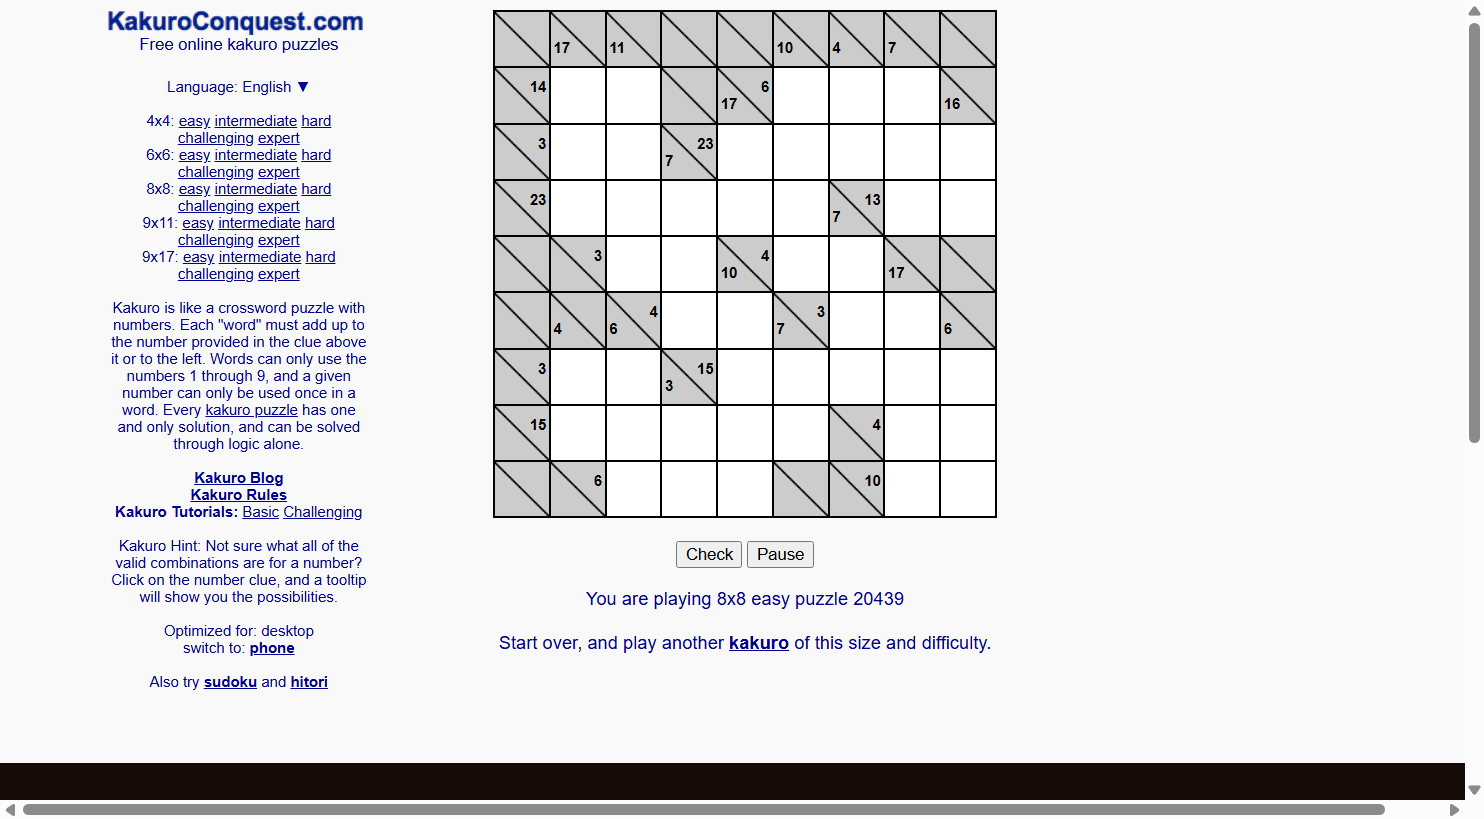 KakuroConquest.com
Free online kakuro puzzles
Language: English ▼
4x4: easy intermediate hard
challenging expert
6x6: easy intermediate hard
challenging expert
8x8: easy intermediate hard
challenging expert
9x11: easy intermediate hard
challenging expert
9x17: easy intermediate hard
challenging expert
Kakuro is like a crossword puzzle with
numbers. Each "word" must add up to
the number provided in the clue above
it or to the left. Words can only use the
numbers 1 through 9, and a given
number can only be used once in a
word. Every kakuro puzzle has one
and only solution, and can be solved
through logic alone.
Kakuro Blog
Kakuro Rules
Kakuro Tutorials: Basic Challenging
Kakuro Hint: Not sure what all of the
valid combinations are for a number?
Click on the number clue, and a tooltip
will show you the possibilities.
Optimized for: desktop
switch to: phone
Also try sudoku and hitori
17 11 10 4 7
14 6 17 16
3 23 7
23 13 7
3 4 10 17
4 4 6 3 7 6
3 15 3
15 4
6 10
Check Pause
You are playing 8x8 easy puzzle 20439
Start over, and play another kakuro of this size and difficulty.